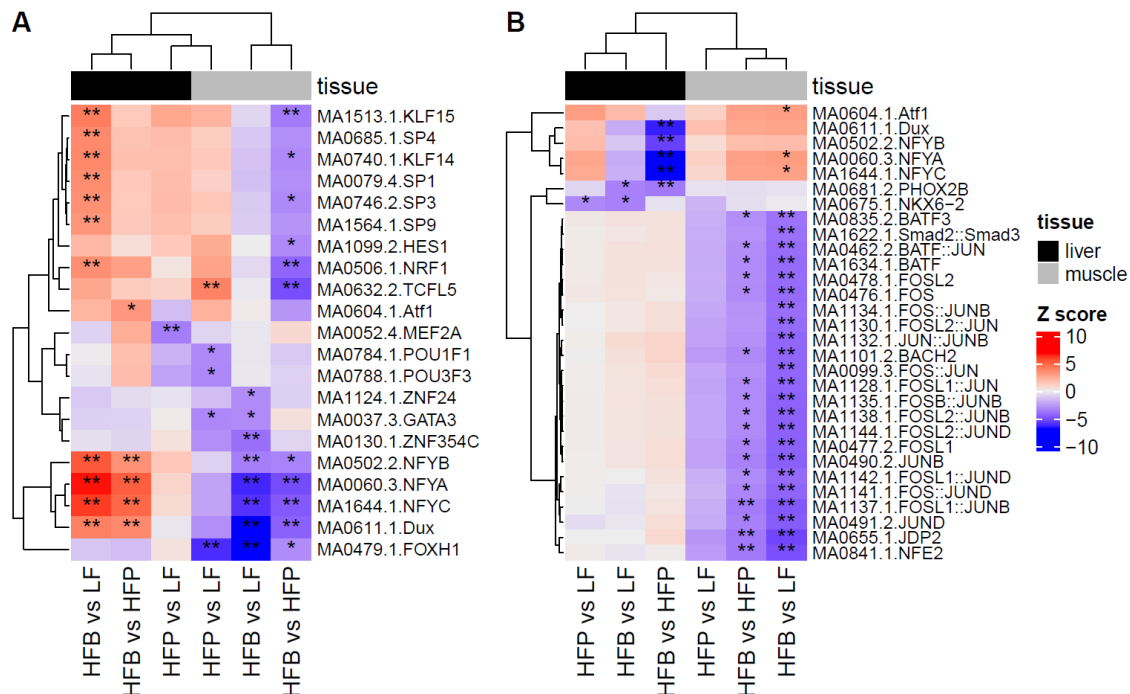 A
tissue
** ** MA1513.1.KLF15
** MA0685.1.SP4
** * MA0740.1.KLF14
** MA0079.4.SP1
** * MA0746.2.SP3
** MA1564.1.SP9
* MA1099.2.HES1
** ** MA0506.1.NRF1
** ** MA0632.2.TCFL5
* MA0604.1.Atf1
** MA0052.4.MEF2A
* MA0784.1.POU1F1
* MA0788.1.POU3F3
* MA1124.1.ZNF24
* * MA0037.3.GATA3
** MA0130.1.ZNF354C
** ** ** * MA0502.2.NFYB
** ** ** ** MA0060.3.NFYA
** ** ** ** MA1644.1.NFYC
** ** ** ** MA0611.1.Dux
** ** * MA0479.1.FOXH1
HFB vs LF
HFB vs HFP
HFP vs LF
HFP vs LF
HFB vs LF
HFB vs HFP
B
* MA0604.1.Atf1
** MA0611.1.Dux
** MA0502.2.NFYB
** * MA0060.3.NFYA
** * MA1644.1.NFYC
* ** MA0681.2.PHOX2B
* * MA0675.1.NKX6-2
* ** MA0835.2.BATF3
** MA1622.1.Smad2::Smad3
* ** MA0462.2.BATF::JUN
* ** MA1634.1.BATF
* ** MA0478.1.FOSL2
* ** MA0476.1.FOS
** MA1134.1.FOS::JUNB
** MA1130.1.FOSL2::JUN
** MA1132.1.JUN::JUNB
* ** MA1101.2.BACH2
** MA0099.3.FOS::JUN
* ** MA1128.1.FOSL1::JUN
* ** MA1135.1.FOSB::JUNB
* ** MA1138.1.FOSL2::JUNB
* ** MA1144.1.FOSL2::JUND
* ** MA0477.2.FOSL1
* ** MA0490.2.JUNB
* ** MA1142.1.FOSL1::JUND
* ** MA1141.1.FOS::JUND
** ** MA1137.1.FOSL1::JUNB
* ** MA0491.2.JUND
** ** MA0655.1.JDP2
** ** MA0841.1.NFE2
HFP vs LF
HFB vs LF
HFB vs HFP
HFP vs LF
HFB vs HFP
HFB vs LF
tissue
liver
muscle
Z score
10
5
0
−5
−10